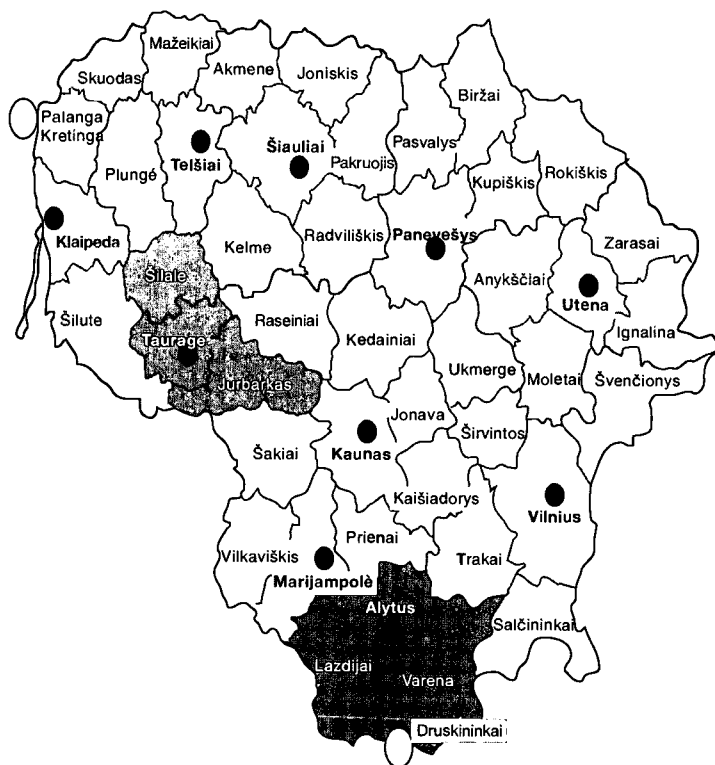 Mažeikiai
Skuodas
Akmene
Joniskis
Biržai
Palanga
Kretinga
Plungé
Telšiai
Šiauliai
Pakruojis
Pasvalys
Kupiškis
Rokiškis
Klaipeda
Kelme
Radviliškis
Panevešys
Zarasai
Šilale
Anykščiai
Utena
Šilute
Raseiniai
Kedainiai
Ignalina
Taurage
Ukmerge
Moletai
Švenčionys
Jurbarkas
Jonava
Širvintos
Šakiai
Kaunas
Kaišiadorys
Vilnius
Vilkaviškis
Prienai
Trakai
Marijampolè
Alytus
Salčininkai
Lazdijai
Varena
Druskininkai